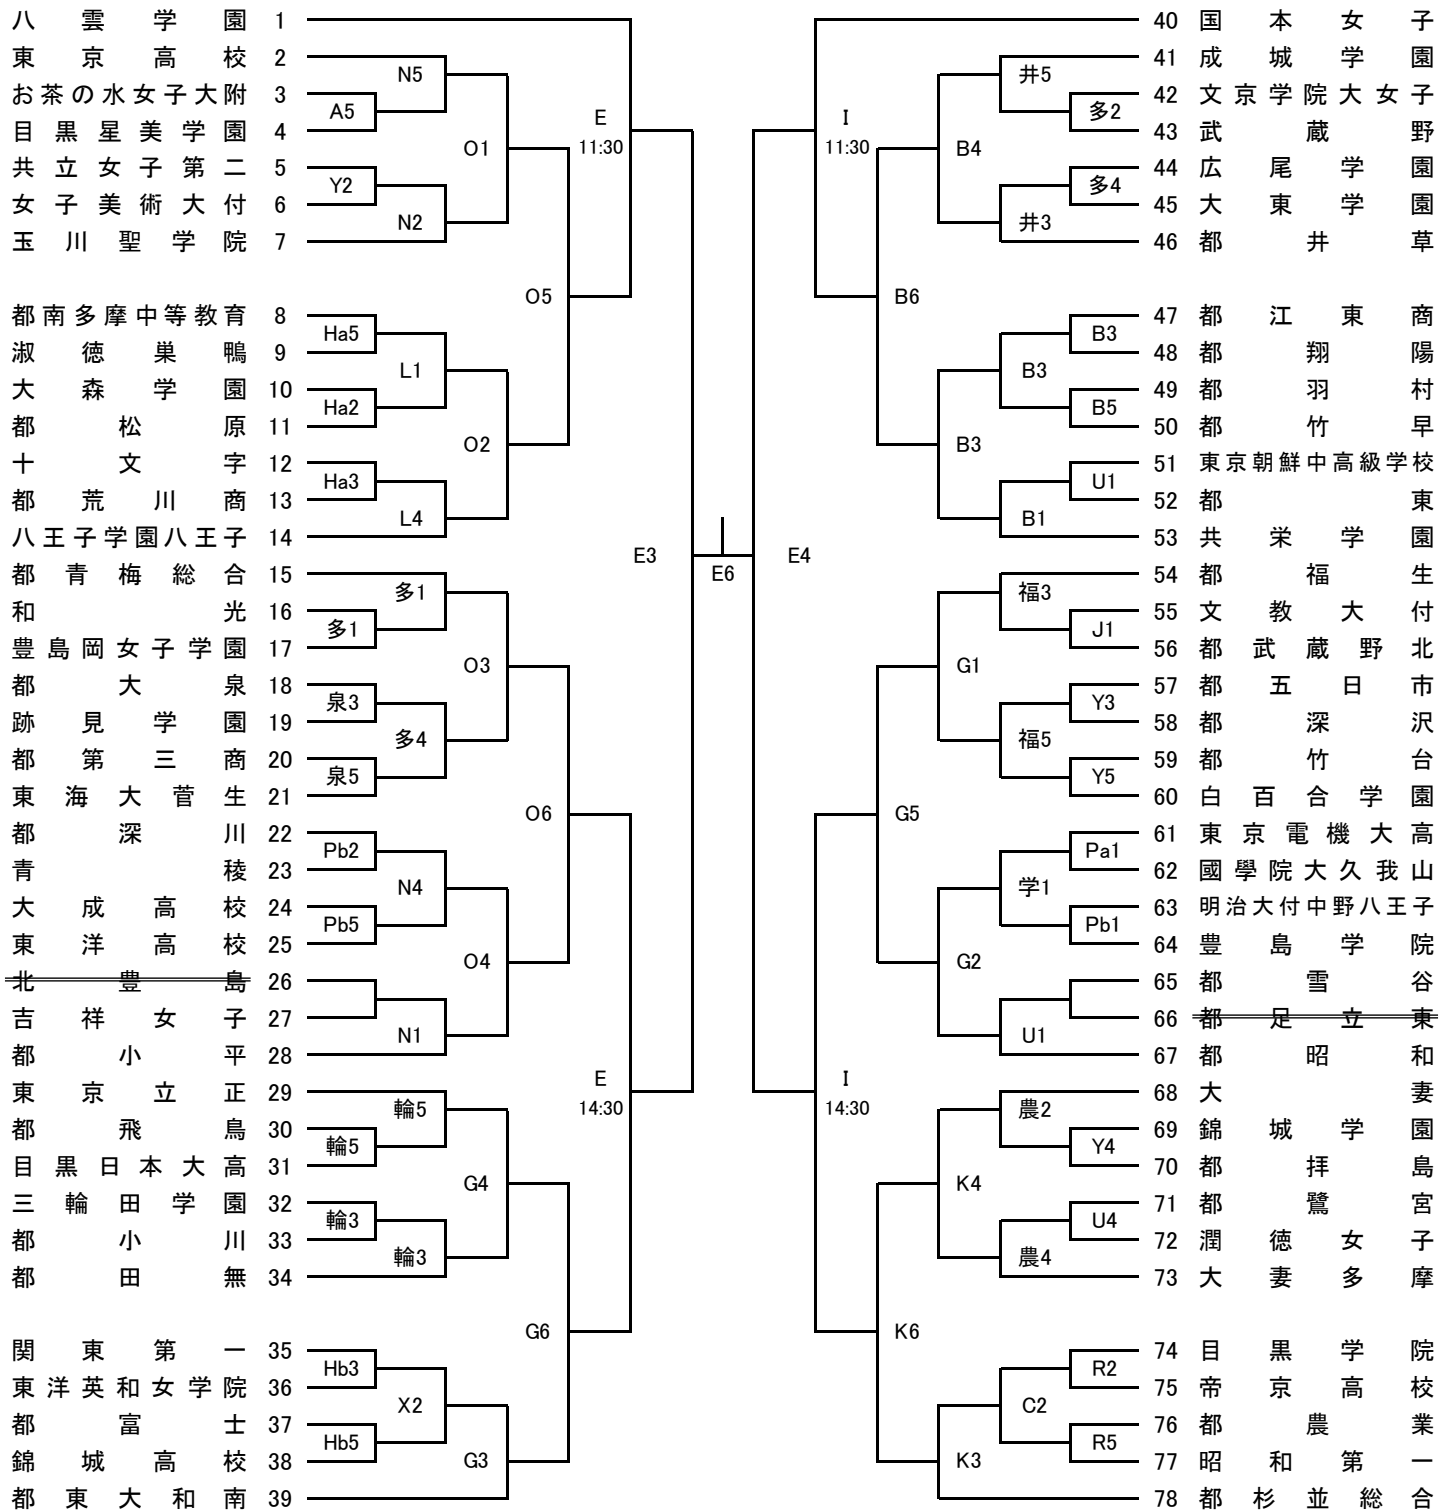 八雲学園 1
東京高校 2
お茶の水女子大附 3
目黒星美学園 4
共立女子第二 5
女子美術大付 6
玉川聖学院 7
都南多摩中等教育 8
淑徳巣鴨 9
大森学園 10
都松原 11
十文字 12
都荒川商 13
八王子学園八王子 14
都青梅総合 15
和光 16
豊島岡女子学園 17
都大泉 18
跡見学園 19
都第三商 20
東海大菅生 21
都深川 22
青稜 23
大成高校 24
東洋高校 25
北豊島 26
吉祥女子 27
都小平 28
東京立正 29
都飛鳥 30
目黒日本大高 31
三輪田学園 32
都小川 33
都田無 34
関東第一 35
東洋英和女学院 36
都富士 37
錦城高校 38
都東大和南 39
A5
Y2
Ha5
Ha2
Ha3
多1
泉3
泉5
Pb2
Pb5
輪5
輪3
Hb3
Hb5
N5
N2
L1
L4
多1
多4
N4
N1
輪5
輪3
X2
O1
O2
O3
O4
G4
G3
O5
O6
G6
E
11:30
E
14:30
E3
E6
E4
I
11:30
I
14:30
B6
G5
K6
B4
B3
G1
G2
K4
K3
井5
井3
B3
B1
福3
福5
学1
U1
農2
農4
C2
多2
多4
B3
B5
U1
J1
Y3
Y5
Pa1
Pb1
Y4
U4
R2
R5
40 国本女子
41 成城学園
42 文京学院大女子
43 武蔵野
44 広尾学園
45 大東学園
46 都井草
47 都江東商
48 都翔陽
49 都羽村
50 都竹早
51 東京朝鮮中高級学校
52 都東
53 共栄学園
54 都福生
55 文教大付
56 都武蔵野北
57 都五日市
58 都深沢
59 都竹台
60 白百合学園
61 東京電機大高
62 國學院大久我山
63 明治大付中野八王子
64 豊島学院
65 都雪谷
66 都足立東
67 都昭和
68 大妻
69 錦城学園
70 都拝島
71 都鷺宮
72 潤徳女子
73 大妻多摩
74 目黒学院
75 帝京高校
76 都農業
77 昭和第一
78 都杉並総合